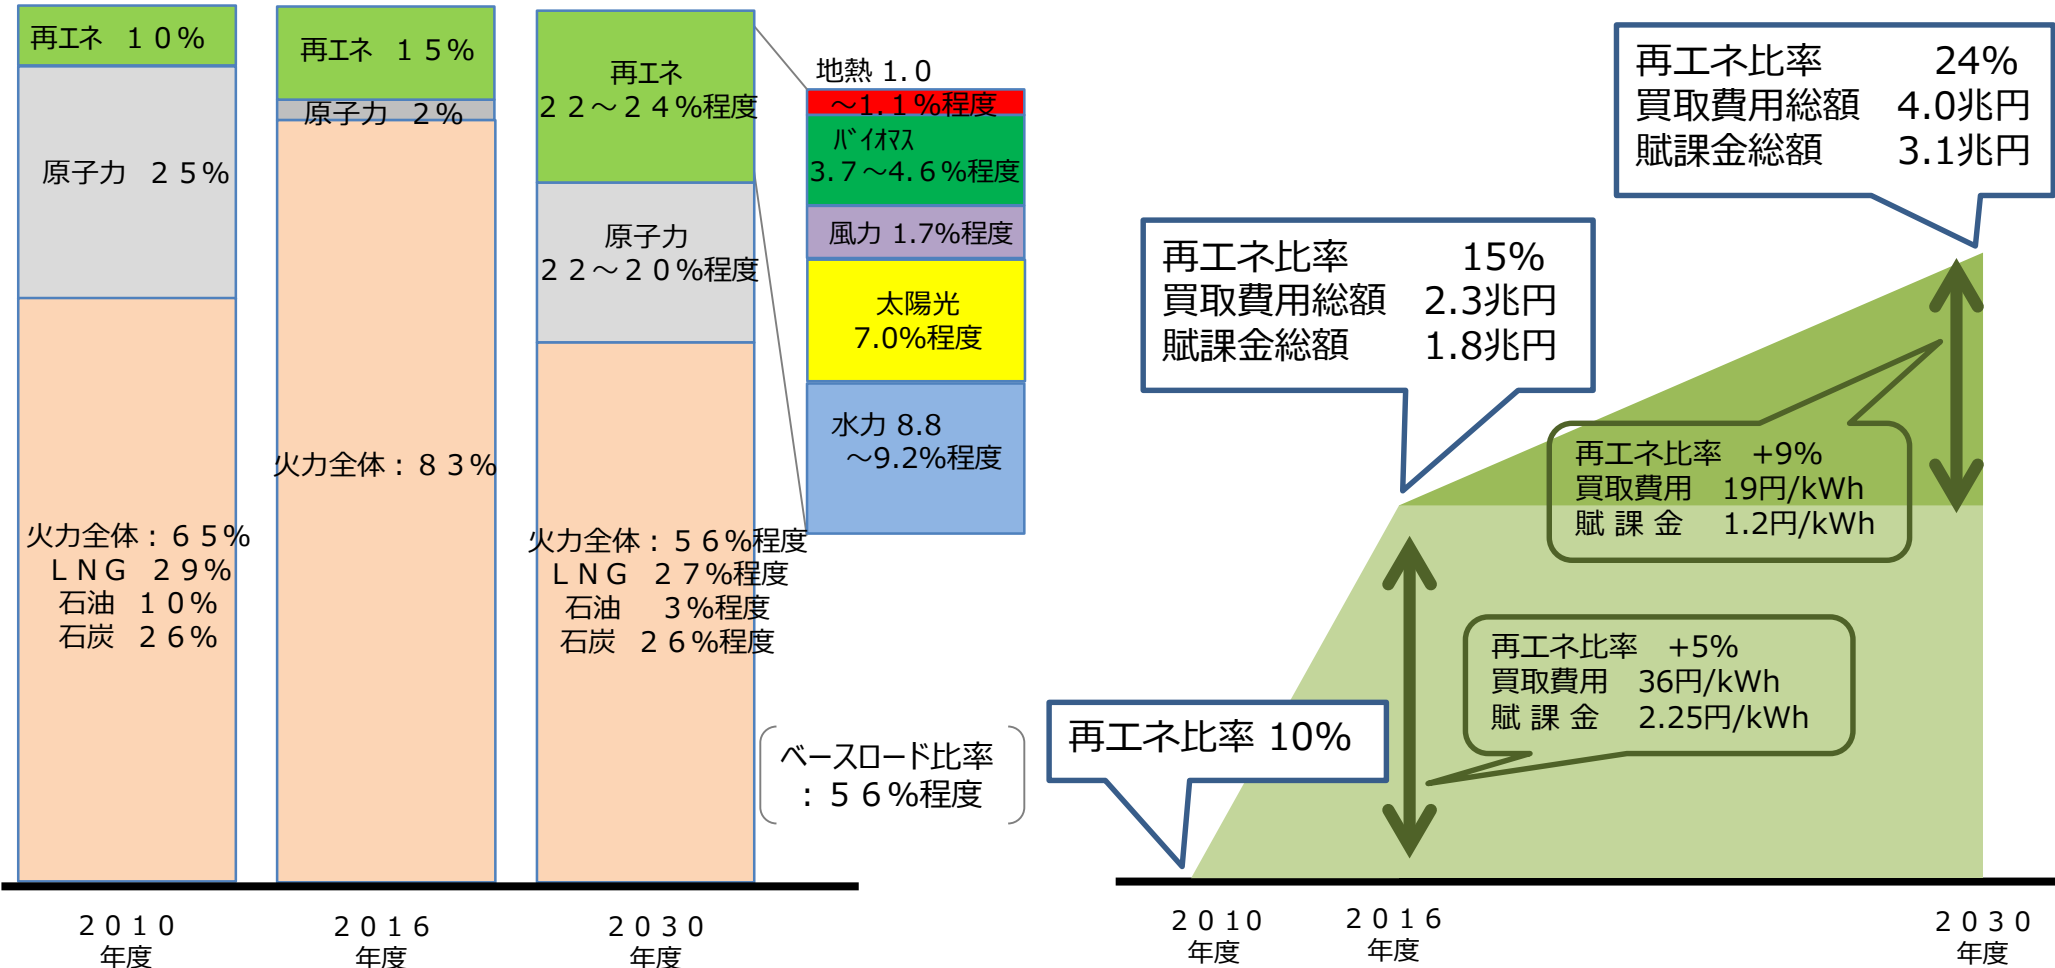 再エネ １０%
原子力 ２５%
火力全体：６５%
ＬＮＧ ２９%
石油 １０%
石炭 ２６%
２０１０
年度
再エネ １５%
原子力 ２%
火力全体：８３%
２０１６
年度
再エネ
２２～２４%程度
原子力
２２～２０%程度
火力全体：５６%程度
ＬＮＧ ２７%程度
石油 ３%程度
石炭 ２６%程度
２０３０
年度
地熱 1.0
～1.1%程度
ﾊﾞｲｵﾏｽ
3.7～4.6%程度
風力 1.7%程度
太陽光
7.0%程度
水力 8.8
～9.2%程度
ベースロード比率
：５６%程度
再エネ比率 10%
再エネ比率 15%
買取費用総額 2.3兆円
賦課金総額 1.8兆円
再エネ比率 24%
買取費用総額 4.0兆円
賦課金総額 3.1兆円
再エネ比率 +9%
買取費用 19円/kWh
賦 課 金 1.2円/kWh
再エネ比率 +5%
買取費用 36円/kWh
賦 課 金 2.25円/kWh
２０１０
年度
２０１６
年度
２０３０
年度